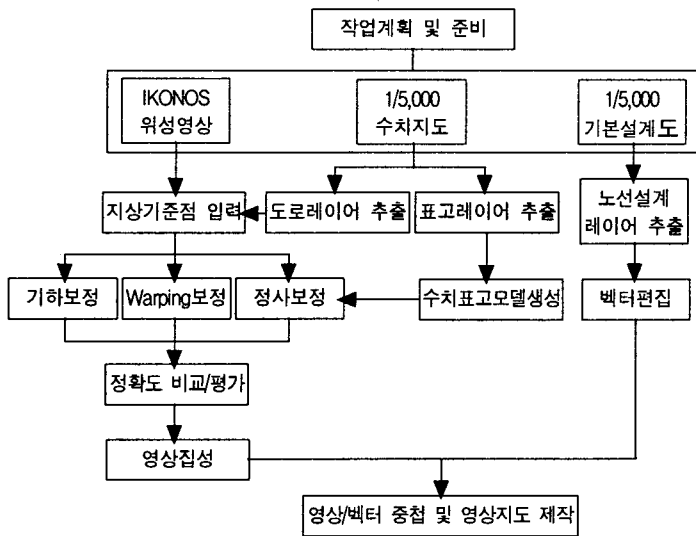 작업계획 및 준비
IKONOS
위성영상
1/5,000
수치지도
1/5,000
기본설계도
지상기준점 입력
도로레이어 추출
표고레이어 추출
노선설계
레이어 추출
기하보정
Warping보정
정사보정
수치표고모델생성
벡터편집
정확도 비교/평가
영상집성
영상/벡터 중첩 및 영상지도 제작